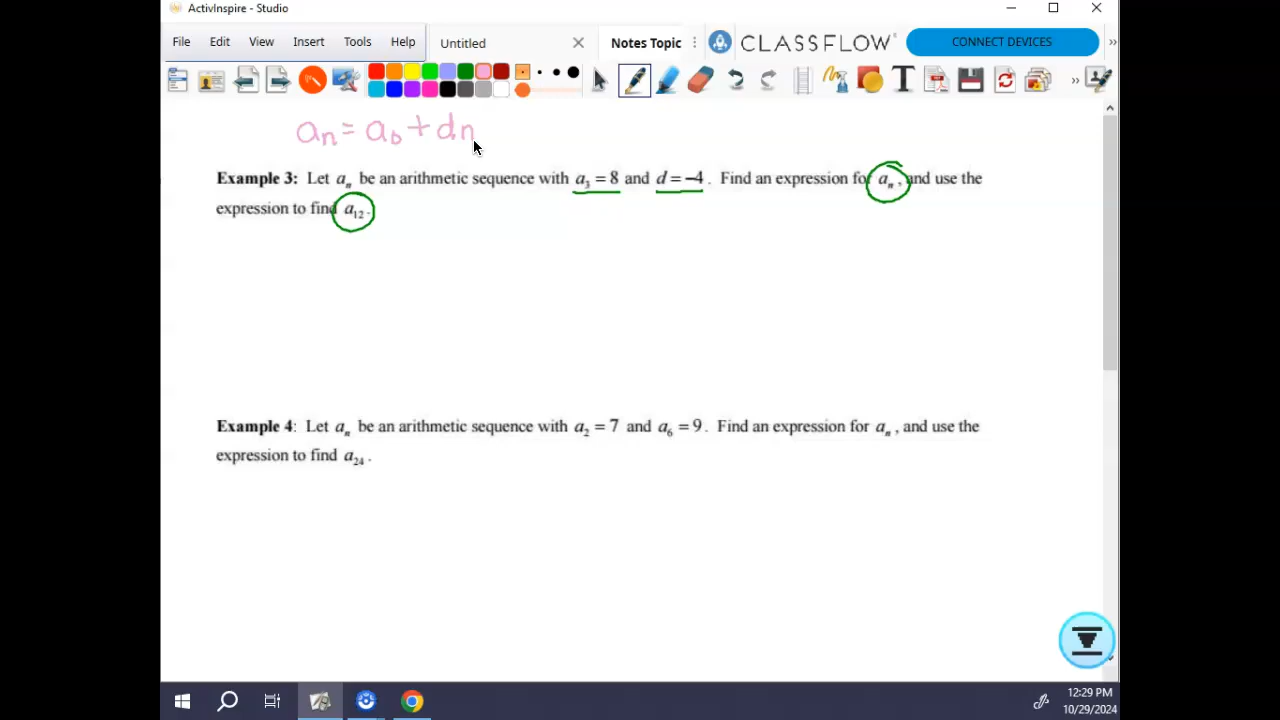 ActivInspire - Studio
File Edit View Insert Tools Help Untitled Notes Topic CLASSFLOW CONNECT DEVICES
aₙ = a₀ + dn
Example 3: Let aₙ be an arithmetic sequence with a₃ = 8 and d = −4 . Find an expression for aₙ , and use the
expression to find a₁₂ .
Example 4: Let aₙ be an arithmetic sequence with a₂ = 7 and a₆ = 9 . Find an expression for aₙ , and use the
expression to find a₂₄ .
12:29 PM
10/29/2024